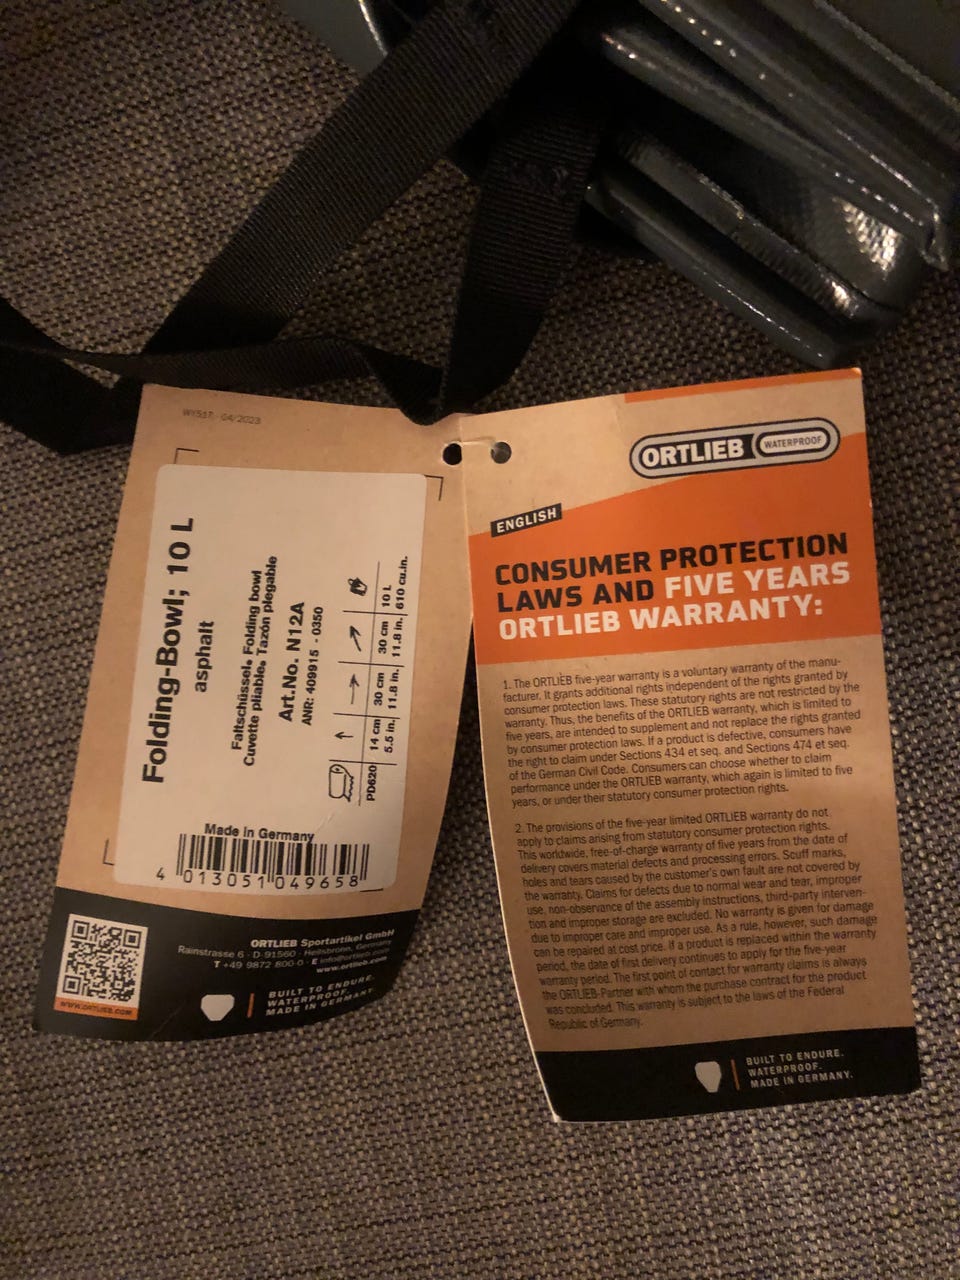 WY517 04/2023
Folding-Bowl; 10 L
asphalt
Faltschüssel• Folding bowl
Cuvette pliable• Tazón plegable
Art.No. N12A
ANR: 409915 - 0350
PD620 14 cm 30 cm 30 cm 10 L
5.5 in. 11.8 in. 11.8 in. 610 cu.in.
Made in Germany
4 013051 049658
WWW.ORTLIEB.COM
ORTLIEB Sportartikel GmbH
Rainstrasse 6 · D-91560 · Heilsbronn, Germany
T +49 9872 800-0 · E info@ortlieb.com
www.ortlieb.com
BUILT TO ENDURE.
WATERPROOF.
MADE IN GERMANY.
ORTLIEB WATERPROOF
ENGLISH
CONSUMER PROTECTION
LAWS AND FIVE YEARS
ORTLIEB WARRANTY:
1. The ORTLIEB five-year warranty is a voluntary warranty of the manu-
facturer. It grants additional rights independent of the rights granted by
consumer protection laws. These statutory rights are not restricted by the
warranty. Thus, the benefits of the ORTLIEB warranty, which is limited to
five years, are intended to supplement and not replace the rights granted
by consumer protection laws. If a product is defective, consumers have
the right to claim under Sections 434 et seq. and Sections 474 et seq.
of the German Civil Code. Consumers can choose whether to claim
performance under the ORTLIEB warranty, which again is limited to five
years, or under their statutory consumer protection rights.
2. The provisions of the five-year limited ORTLIEB warranty do not
apply to claims arising from statutory consumer protection rights.
This worldwide, free-of-charge warranty of five years from the date of
delivery covers material defects and processing errors. Scuff marks,
holes and tears caused by the customer's own fault are not covered by
the warranty. Claims for defects due to normal wear and tear, improper
use, non-observance of the assembly instructions, third-party interven-
tion and improper storage are excluded. No warranty is given for damage
due to improper care and improper use. As a rule, however, such damage
can be repaired at cost price. If a product is replaced within the warranty
period, the date of first delivery continues to apply for the five-year
warranty period. The first point of contact for warranty claims is always
the ORTLIEB-Partner with whom the purchase contract for the product
was concluded. This warranty is subject to the laws of the Federal
Republic of Germany.
BUILT TO ENDURE.
WATERPROOF.
MADE IN GERMANY.